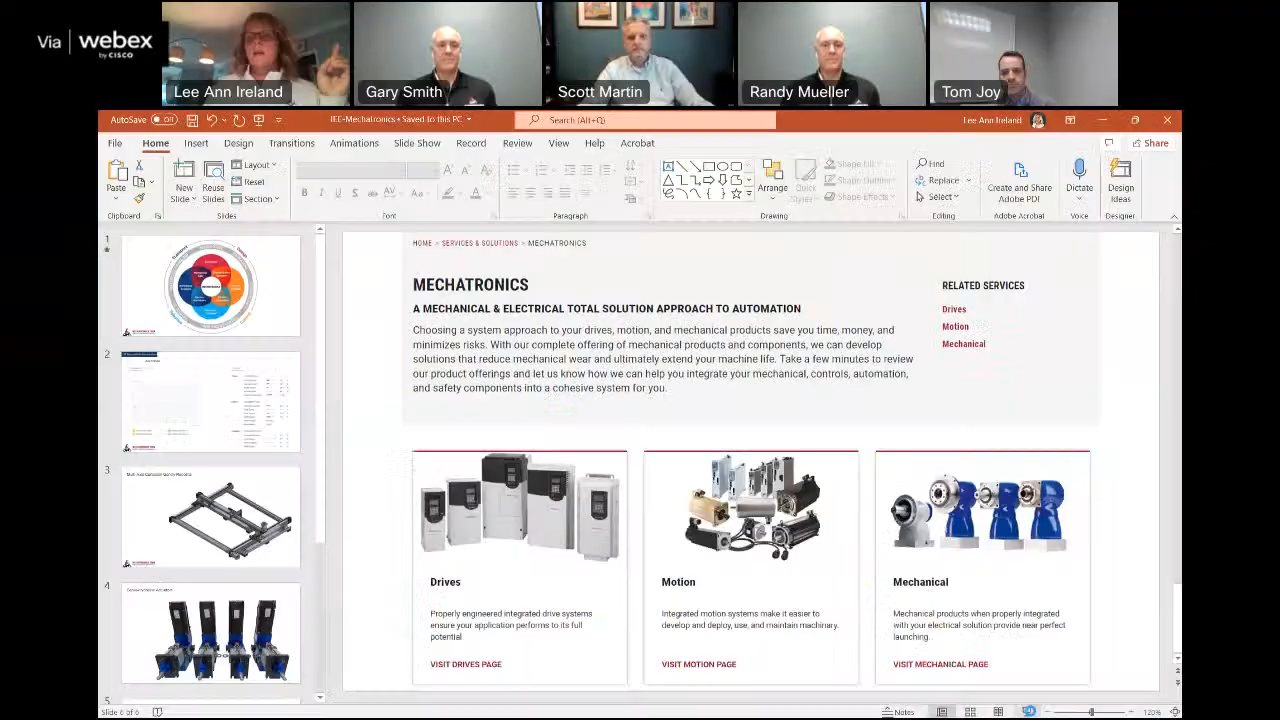 Via | webex
by CISCO
Lee Ann Ireland
Gary Smith
Scott Martin
Randy Mueller
Tom Joy
AutoSave Off
IEE-Mechatronics • Saved to this PC
Search (Alt+Q)
Lee Ann Ireland
File Home Insert Design Transitions Animations Slide Show Record Review View Help Acrobat
Share
Paste
New Slide
Reuse Slides
Layout
Reset
Section
Arrange
Quick Styles
Shape Fill
Shape Outline
Shape Effects
Find
Replace
Select
Create and Share Adobe PDF
Dictate
Design Ideas
Clipboard Slides Font Paragraph Drawing Editing Adobe Acrobat Voice Designer
1
2
3
Multi Axis Cartesian Gantry Robotics
4
5
HOME > SERVICES & SOLUTIONS > MECHATRONICS
MECHATRONICS
A MECHANICAL & ELECTRICAL TOTAL SOLUTION APPROACH TO AUTOMATION
Choosing a system approach to your drives, motion, and mechanical products save you time, money, and
minimizes risks. With our complete offering of mechanical products and components, we can develop
solutions that reduce mechanical wear and ultimately extend your machine life. Take a few minutes to review
our product offerings and let us know how we can help you integrate your mechanical, controls, automation,
and safety components into a cohesive system for you.
RELATED SERVICES
Drives
Motion
Mechanical
Drives
Properly engineered integrated drive systems
ensure your application performs to its full
potential
VISIT DRIVES PAGE
Motion
Integrated motion systems make it easier to
develop and deploy, use, and maintain machinary.
VISIT MOTION PAGE
Mechanical
Mechanical products when properly integrated
with your electrical solution provide near perfect
launching.
VISIT MECHANICAL PAGE
Slide 6 of 6
Notes
120%